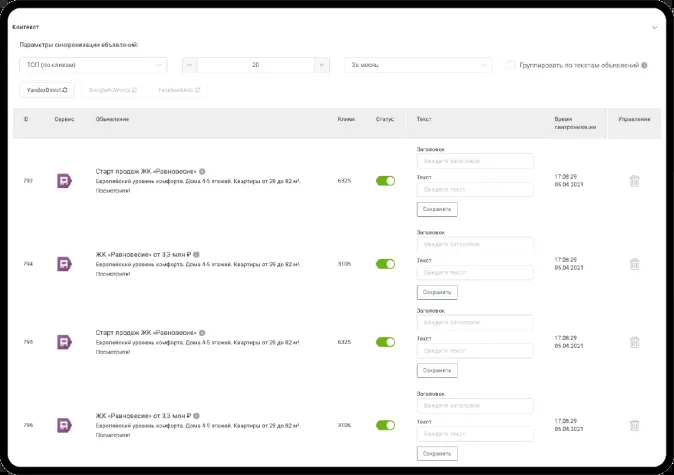 Контекст
Параметры синхронизации объявлений:
ТОП (по кликам)
20
За месяц
Группировать по текстам объявлений
YandexDirect
GoogleAdWords
FacebookAds
ID Сервис Объявление Клики Статус Текст Время синхронизации Управление
793 Старт продаж ЖК «Равновесие» 6325 17:08:29
Европейский уровень комфорта. Дома 4-5 этажей. Квартиры от 29 до 82 м². 05.04.2021
Посмотрите!
Заголовок
Введите заголовок
Текст
Введите текст
Сохранить
794 ЖК «Равновесие» от 3,3 млн ₽ 3106 17:08:29
Европейский уровень комфорта. Дома 4-5 этажей. Квартиры от 29 до 82 м². 05.04.2021
Посмотрите!
Заголовок
Введите заголовок
Текст
Введите текст
Сохранить
795 Старт продаж ЖК «Равновесие» 6325 17:08:29
Европейский уровень комфорта. Дома 4-5 этажей. Квартиры от 29 до 82 м². 05.04.2021
Посмотрите!
Заголовок
Введите заголовок
Текст
Введите текст
Сохранить
796 ЖК «Равновесие» от 3,3 млн ₽ 3106 17:08:29
Европейский уровень комфорта. Дома 4-5 этажей. Квартиры от 29 до 82 м². 05.04.2021
Посмотрите!
Заголовок
Введите заголовок
Текст
Введите текст
Сохранить